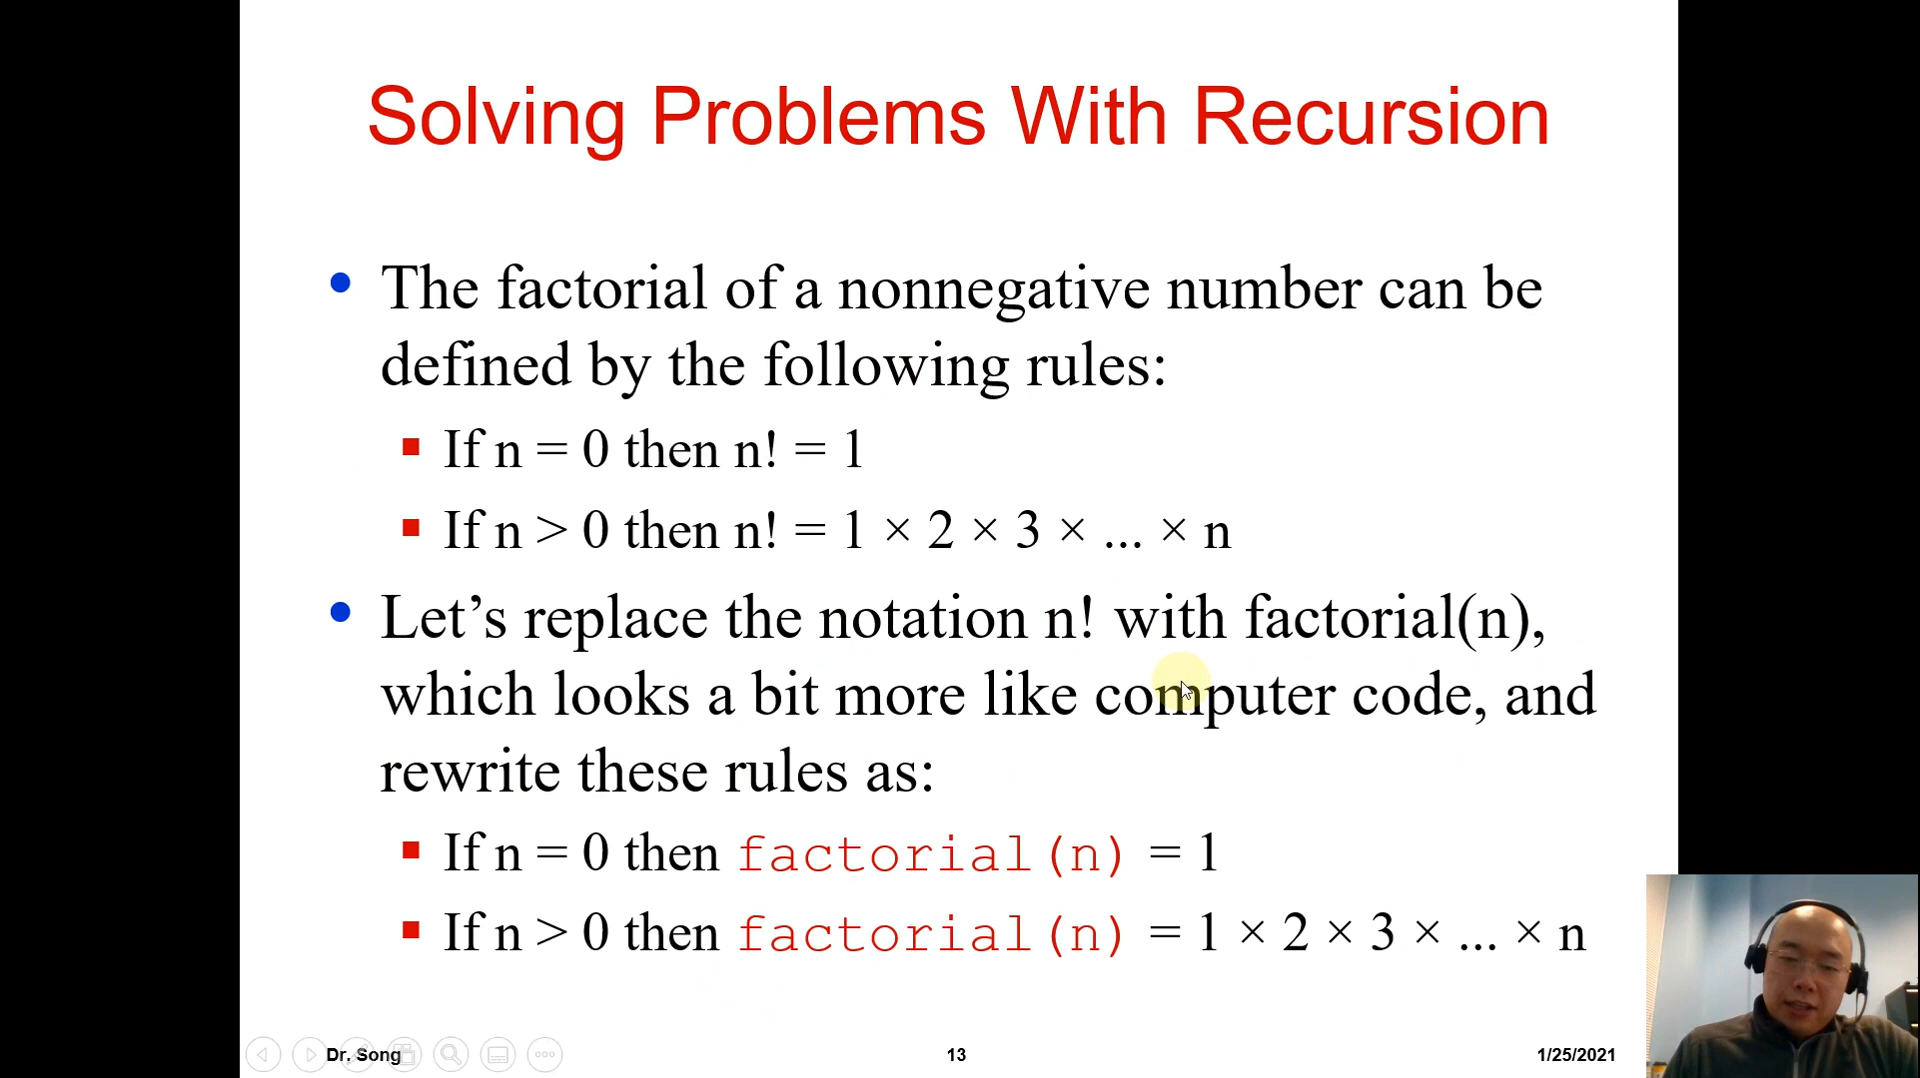 Solving Problems With Recursion
The factorial of a nonnegative number can be
defined by the following rules:
If n = 0 then n! = 1
If n > 0 then n! = 1 × 2 × 3 × ... × n
Let’s replace the notation n! with factorial(n),
which looks a bit more like computer code, and
rewrite these rules as:
If n = 0 then factorial(n) = 1
If n > 0 then factorial(n) = 1 × 2 × 3 × ... × n
Dr. Song 13 1/25/2021